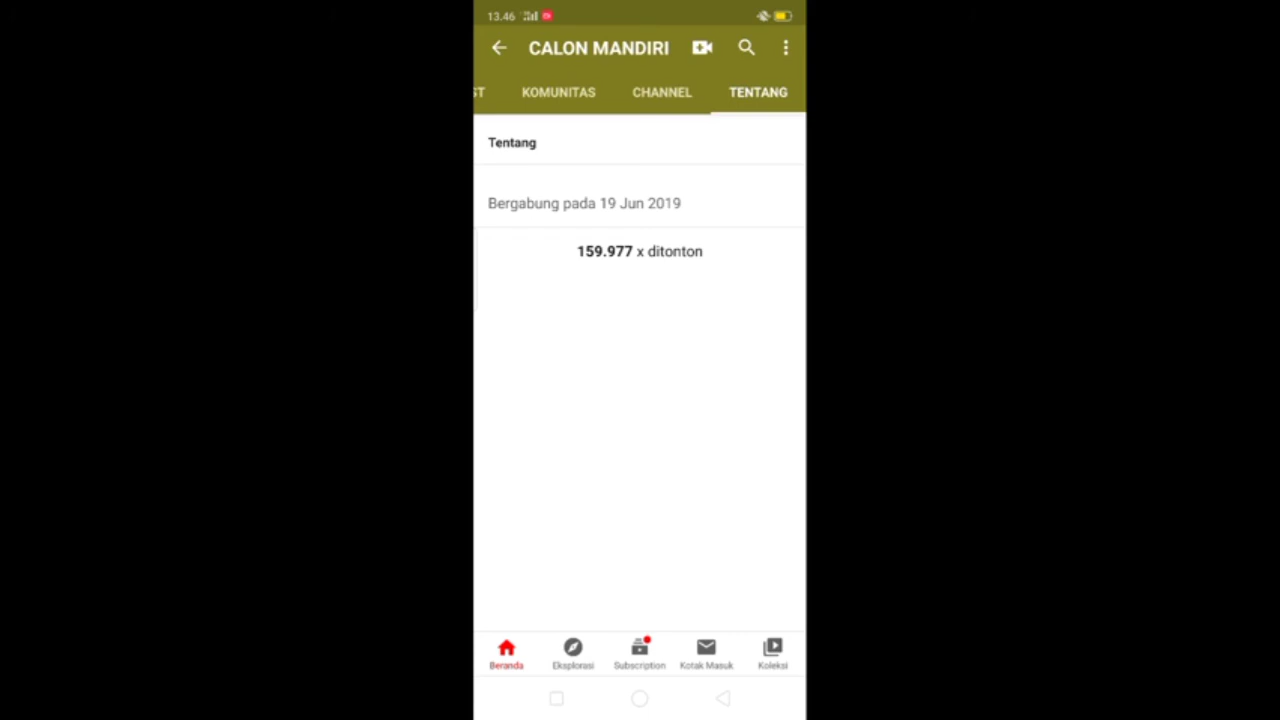 13.46
CALON MANDIRI
ST KOMUNITAS CHANNEL TENTANG
Tentang
Bergabung pada 19 Jun 2019
159.977 x ditonton
Beranda Eksplorasi Subscription Kotak Masuk Koleksi